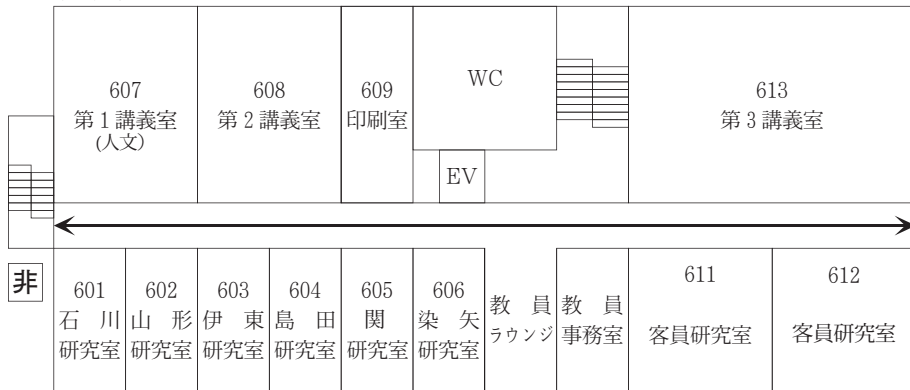 607
第1講義室
(人文)
608
第2講義室
609
印刷室
WC
EV
613
第3講義室
非
601
石川
研究室
602
山形
研究室
603
伊東
研究室
604
島田
研究室
605
関
研究室
606
染矢
研究室
教員
ラウンジ
教員
事務室
611
客員研究室
612
客員研究室